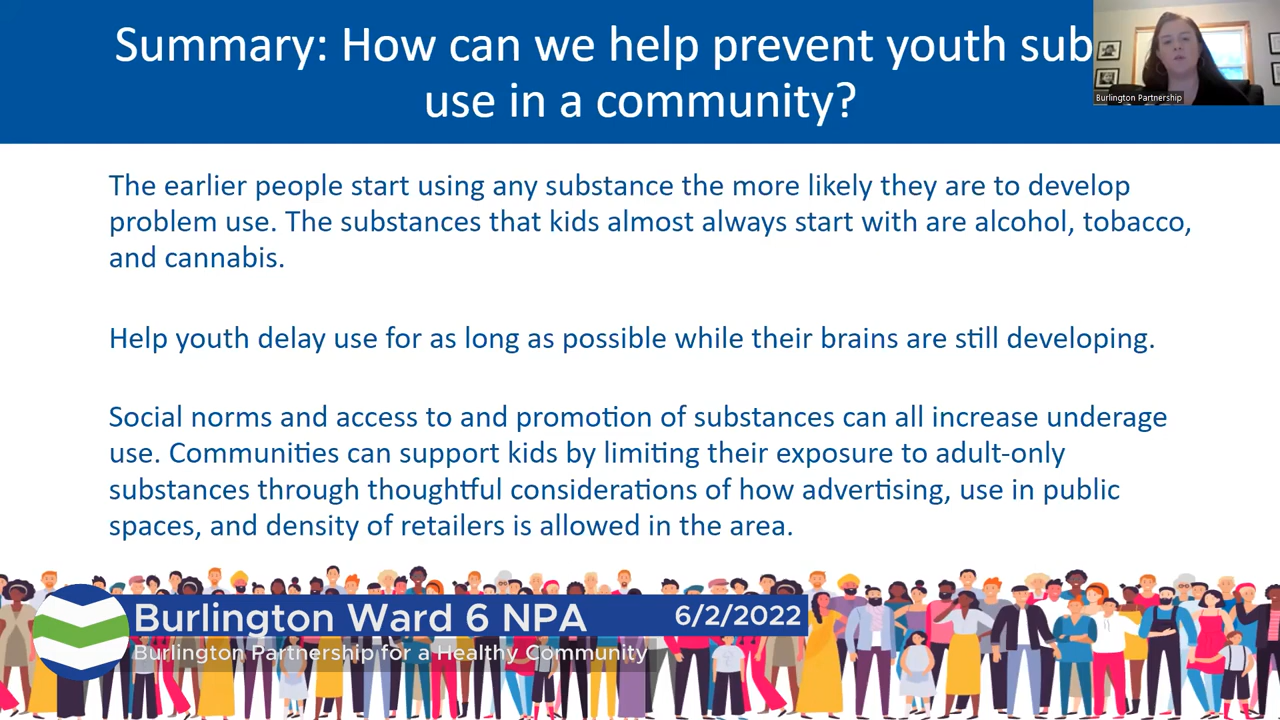 Summary: How can we help prevent youth sub
use in a community?
Burlington Partnership
The earlier people start using any substance the more likely they are to develop
problem use. The substances that kids almost always start with are alcohol, tobacco,
and cannabis.
Help youth delay use for as long as possible while their brains are still developing.
Social norms and access to and promotion of substances can all increase underage
use. Communities can support kids by limiting their exposure to adult-only
substances through thoughtful considerations of how advertising, use in public
spaces, and density of retailers is allowed in the area.
Burlington Ward 6 NPA 6/2/2022
Burlington Partnership for a Healthy Community